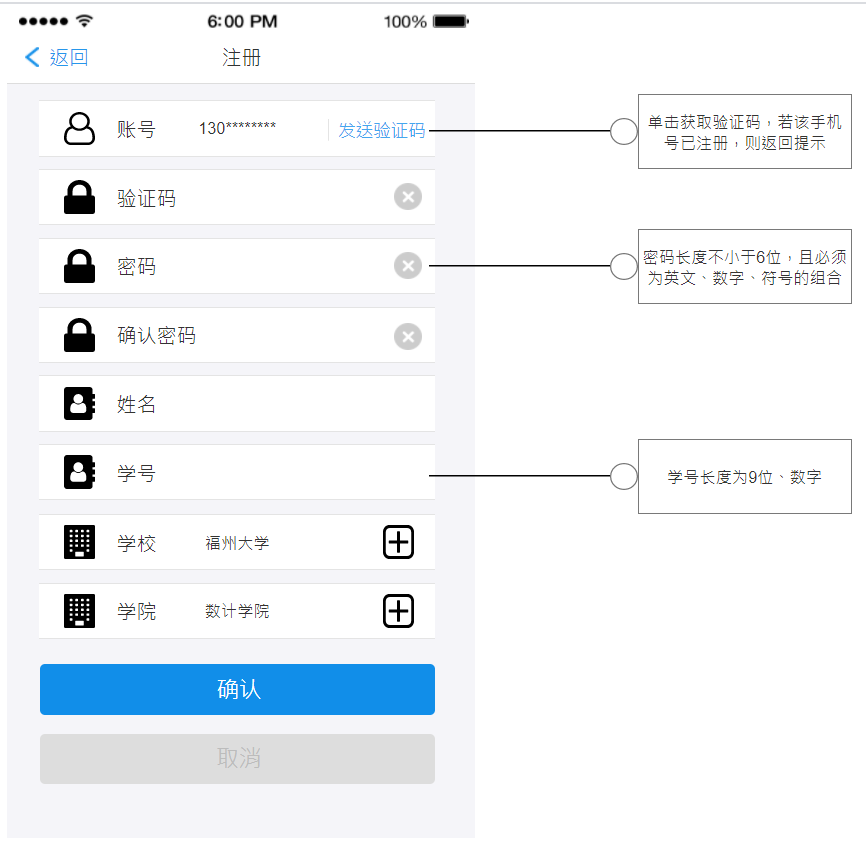 6:00 PM
100%
返回
注册
账号
130********
发送验证码
单击获取验证码，若该手机
号已注册，则返回提示
验证码
密码
密码长度不小于6位，且必须
为英文、数字、符号的组合
确认密码
姓名
学号
学号长度为9位、数字
学校
福州大学
学院
数计学院
确认
取消